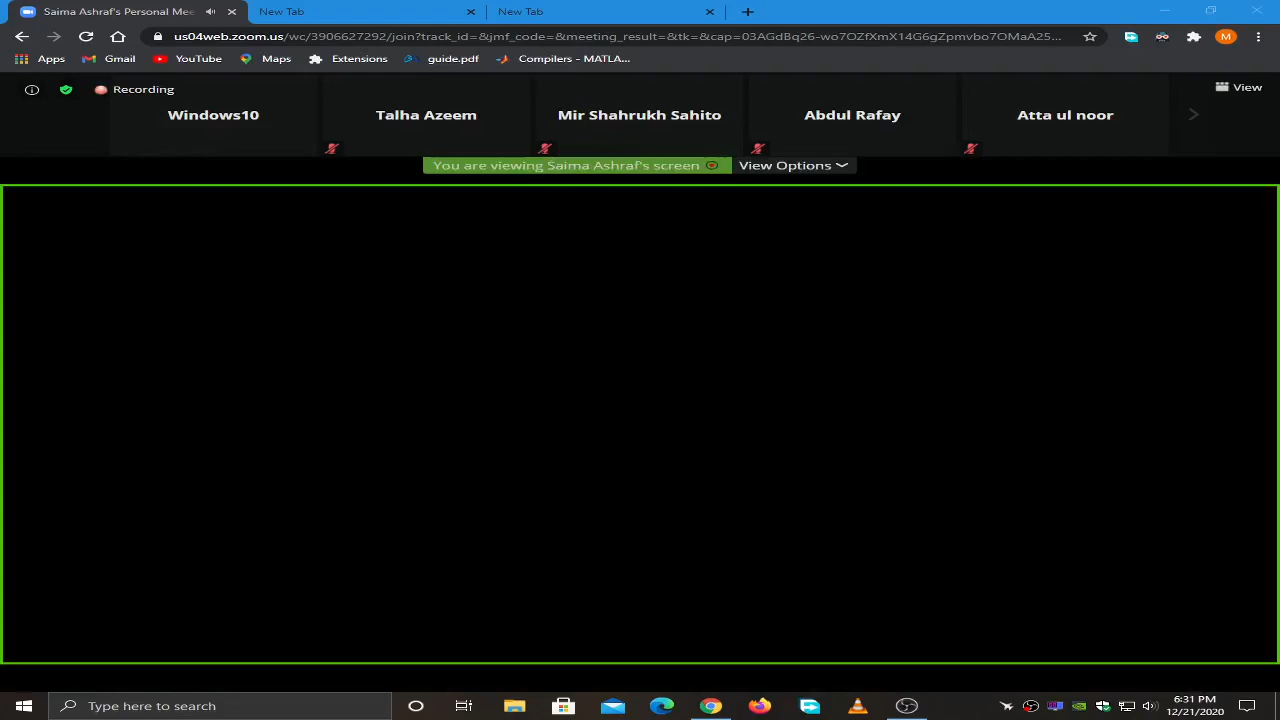 Saima Ashraf's Personal Mee
New Tab
New Tab
us04web.zoom.us/wc/3906627292/join?track_id=&jmf_code=&meeting_result=&tk=&cap=03AGdBq26-wo7OZfXmX14G6gZpmvbo7OMaA25...
M
Apps
Gmail
YouTube
Maps
Extensions
guide.pdf
Compilers - MATLA...
Recording
View
Windows10
Talha Azeem
Mir Shahrukh Sahito
Abdul Rafay
Atta ul noor
You are viewing Saima Ashraf's screen
View Options
Type here to search
6:31 PM
12/21/2020